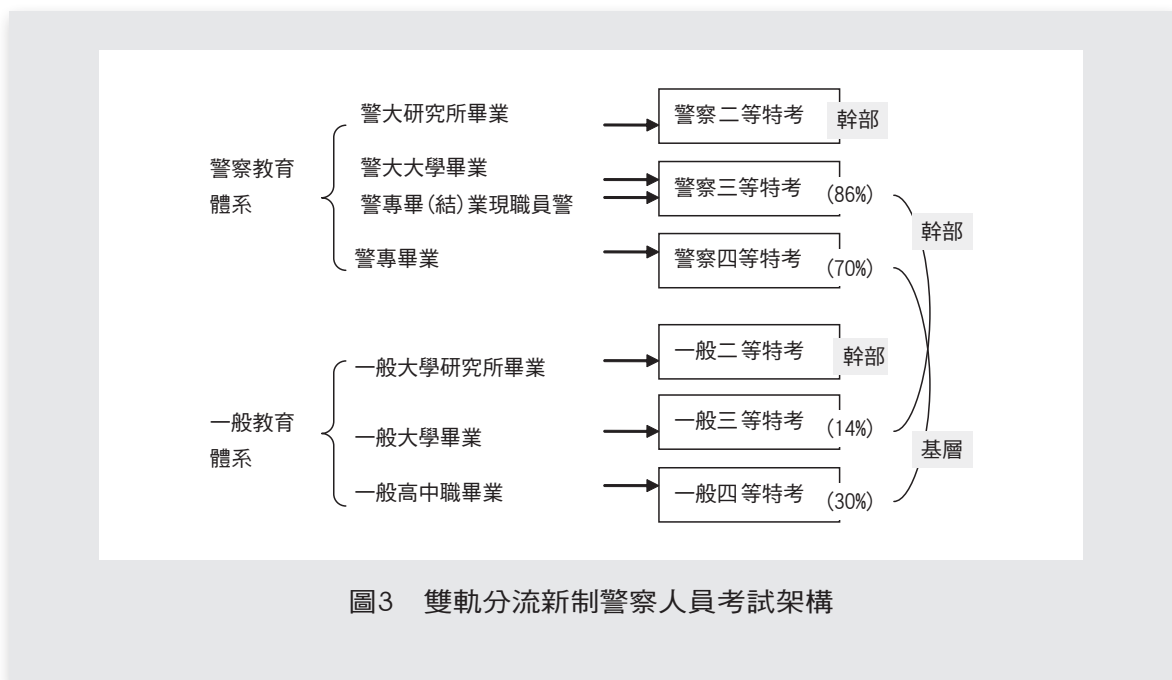 警察教育
體系
警大研究所畢業
警察二等特考
幹部
警大大學畢業
警專畢(結)業現職員警
警察三等特考
(86%)
警專畢業
警察四等特考
(70%)
幹部
一般教育
體系
一般大學研究所畢業
一般二等特考
幹部
一般大學畢業
一般三等特考
(14%)
一般高中職畢業
一般四等特考
(30%)
基層
圖3 雙軌分流新制警察人員考試架構